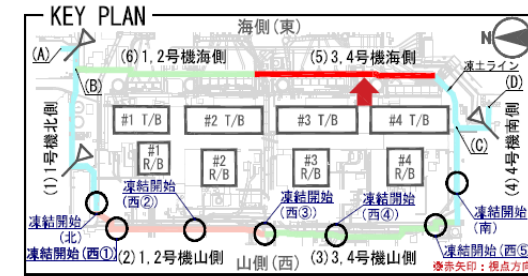 KEY PLAN
海側(東)
N
(A)
(6)1,2号機海側
(5)3,4号機海側
凍土ライン
(B)
(D)
#1 T/B
#2 T/B
#3 T/B
#4 T/B
(C)
(1)1号機北側
(4)4号機南側
#1
R/B
#2
R/B
#3
R/B
#4
R/B
凍結開始
(西②)
凍結開始
(西③)
凍結開始
(西④)
凍結開始
(南)
凍結開始
(北)
凍結開始(西①)
(2)1,2号機山側
(3)3,4号機山側
凍結開始(西⑤)
山側(西)
※赤矢印:視点方向